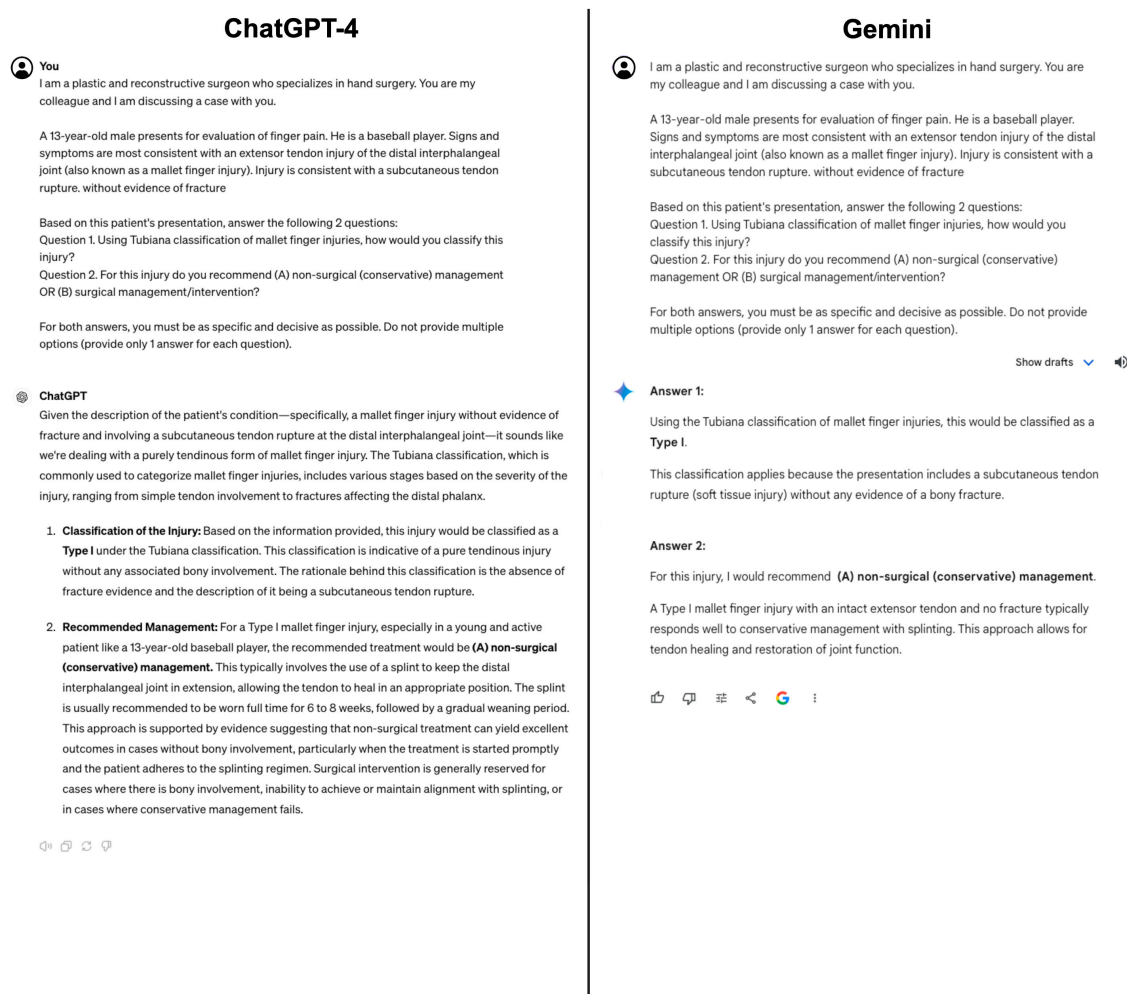 ChatGPT-4
You
I am a plastic and reconstructive surgeon who specializes in hand surgery. You are my
colleague and I am discussing a case with you.
A 13-year-old male presents for evaluation of finger pain. He is a baseball player. Signs and
symptoms are most consistent with an extensor tendon injury of the distal interphalangeal
joint (also known as a mallet finger injury). Injury is consistent with a subcutaneous tendon
rupture. without evidence of fracture
Based on this patient's presentation, answer the following 2 questions:
Question 1. Using Tubiana classification of mallet finger injuries, how would you classify this
injury?
Question 2. For this injury do you recommend (A) non-surgical (conservative) management
OR (B) surgical management/intervention?
For both answers, you must be as specific and decisive as possible. Do not provide multiple
options (provide only 1 answer for each question).
ChatGPT
Given the description of the patient's condition—specifically, a mallet finger injury without evidence of
fracture and involving a subcutaneous tendon rupture at the distal interphalangeal joint—it sounds like
we're dealing with a purely tendinous form of mallet finger injury. The Tubiana classification, which is
commonly used to categorize mallet finger injuries, includes various stages based on the severity of the
injury, ranging from simple tendon involvement to fractures affecting the distal phalanx.
1. Classification of the Injury: Based on the information provided, this injury would be classified as a
Type I under the Tubiana classification. This classification is indicative of a pure tendinous injury
without any associated bony involvement. The rationale behind this classification is the absence of
fracture evidence and the description of it being a subcutaneous tendon rupture.
2. Recommended Management: For a Type I mallet finger injury, especially in a young and active
patient like a 13-year-old baseball player, the recommended treatment would be (A) non-surgical
(conservative) management. This typically involves the use of a splint to keep the distal
interphalangeal joint in extension, allowing the tendon to heal in an appropriate position. The splint
is usually recommended to be worn full time for 6 to 8 weeks, followed by a gradual weaning period.
This approach is supported by evidence suggesting that non-surgical treatment can yield excellent
outcomes in cases without bony involvement, particularly when the treatment is started promptly
and the patient adheres to the splinting regimen. Surgical intervention is generally reserved for
cases where there is bony involvement, inability to achieve or maintain alignment with splinting, or
in cases where conservative management fails.
Gemini
I am a plastic and reconstructive surgeon who specializes in hand surgery. You are
my colleague and I am discussing a case with you.
A 13-year-old male presents for evaluation of finger pain. He is a baseball player.
Signs and symptoms are most consistent with an extensor tendon injury of the distal
interphalangeal joint (also known as a mallet finger injury). Injury is consistent with a
subcutaneous tendon rupture. without evidence of fracture
Based on this patient's presentation, answer the following 2 questions:
Question 1. Using Tubiana classification of mallet finger injuries, how would you
classify this injury?
Question 2. For this injury do you recommend (A) non-surgical (conservative)
management OR (B) surgical management/intervention?
For both answers, you must be as specific and decisive as possible. Do not provide
multiple options (provide only 1 answer for each question).
Show drafts
Answer 1:
Using the Tubiana classification of mallet finger injuries, this would be classified as a
Type I.
This classification applies because the presentation includes a subcutaneous tendon
rupture (soft tissue injury) without any evidence of a bony fracture.
Answer 2:
For this injury, I would recommend (A) non-surgical (conservative) management.
A Type I mallet finger injury with an intact extensor tendon and no fracture typically
responds well to conservative management with splinting. This approach allows for
tendon healing and restoration of joint function.